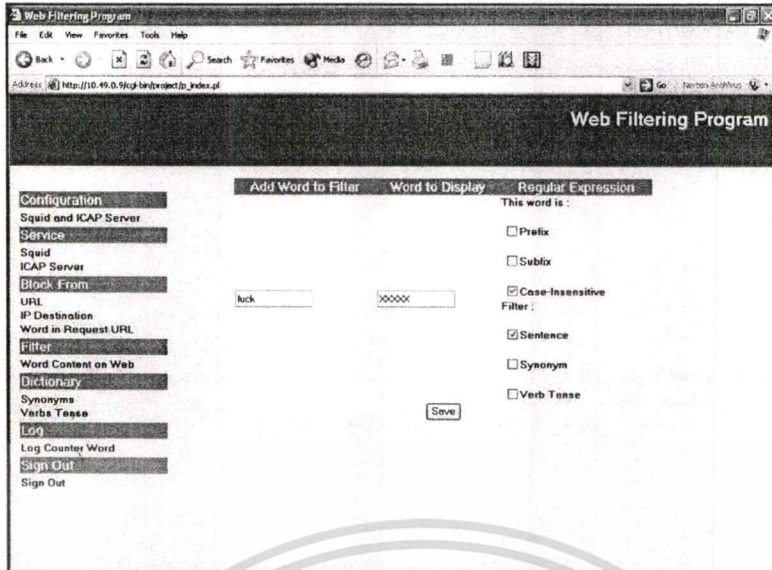 Web Filtering Program
File Edit View Favorites Tools Help
Back Search Favorites Media
Address http://10.49.0.9/cgi-bin/project/p_index.pl Go Norton AntiVirus
Web Filtering Program
Add Word to Filter Word to Display Regular Expression
Configuration
Squid and ICAP Server
Service
Squid
ICAP Server
Block From
URL
IP Destination
Word in Request URL
Filter
Word Content on Web
Dictionary
Synonyms
Verbs Tense
Log
Log Counter Word
Sign Out
Sign Out
luck
XXXXX
This word is :
Prefix
Subfix
Case-Insensitive
Filter :
Sentence
Synonym
Verb Tense
Save